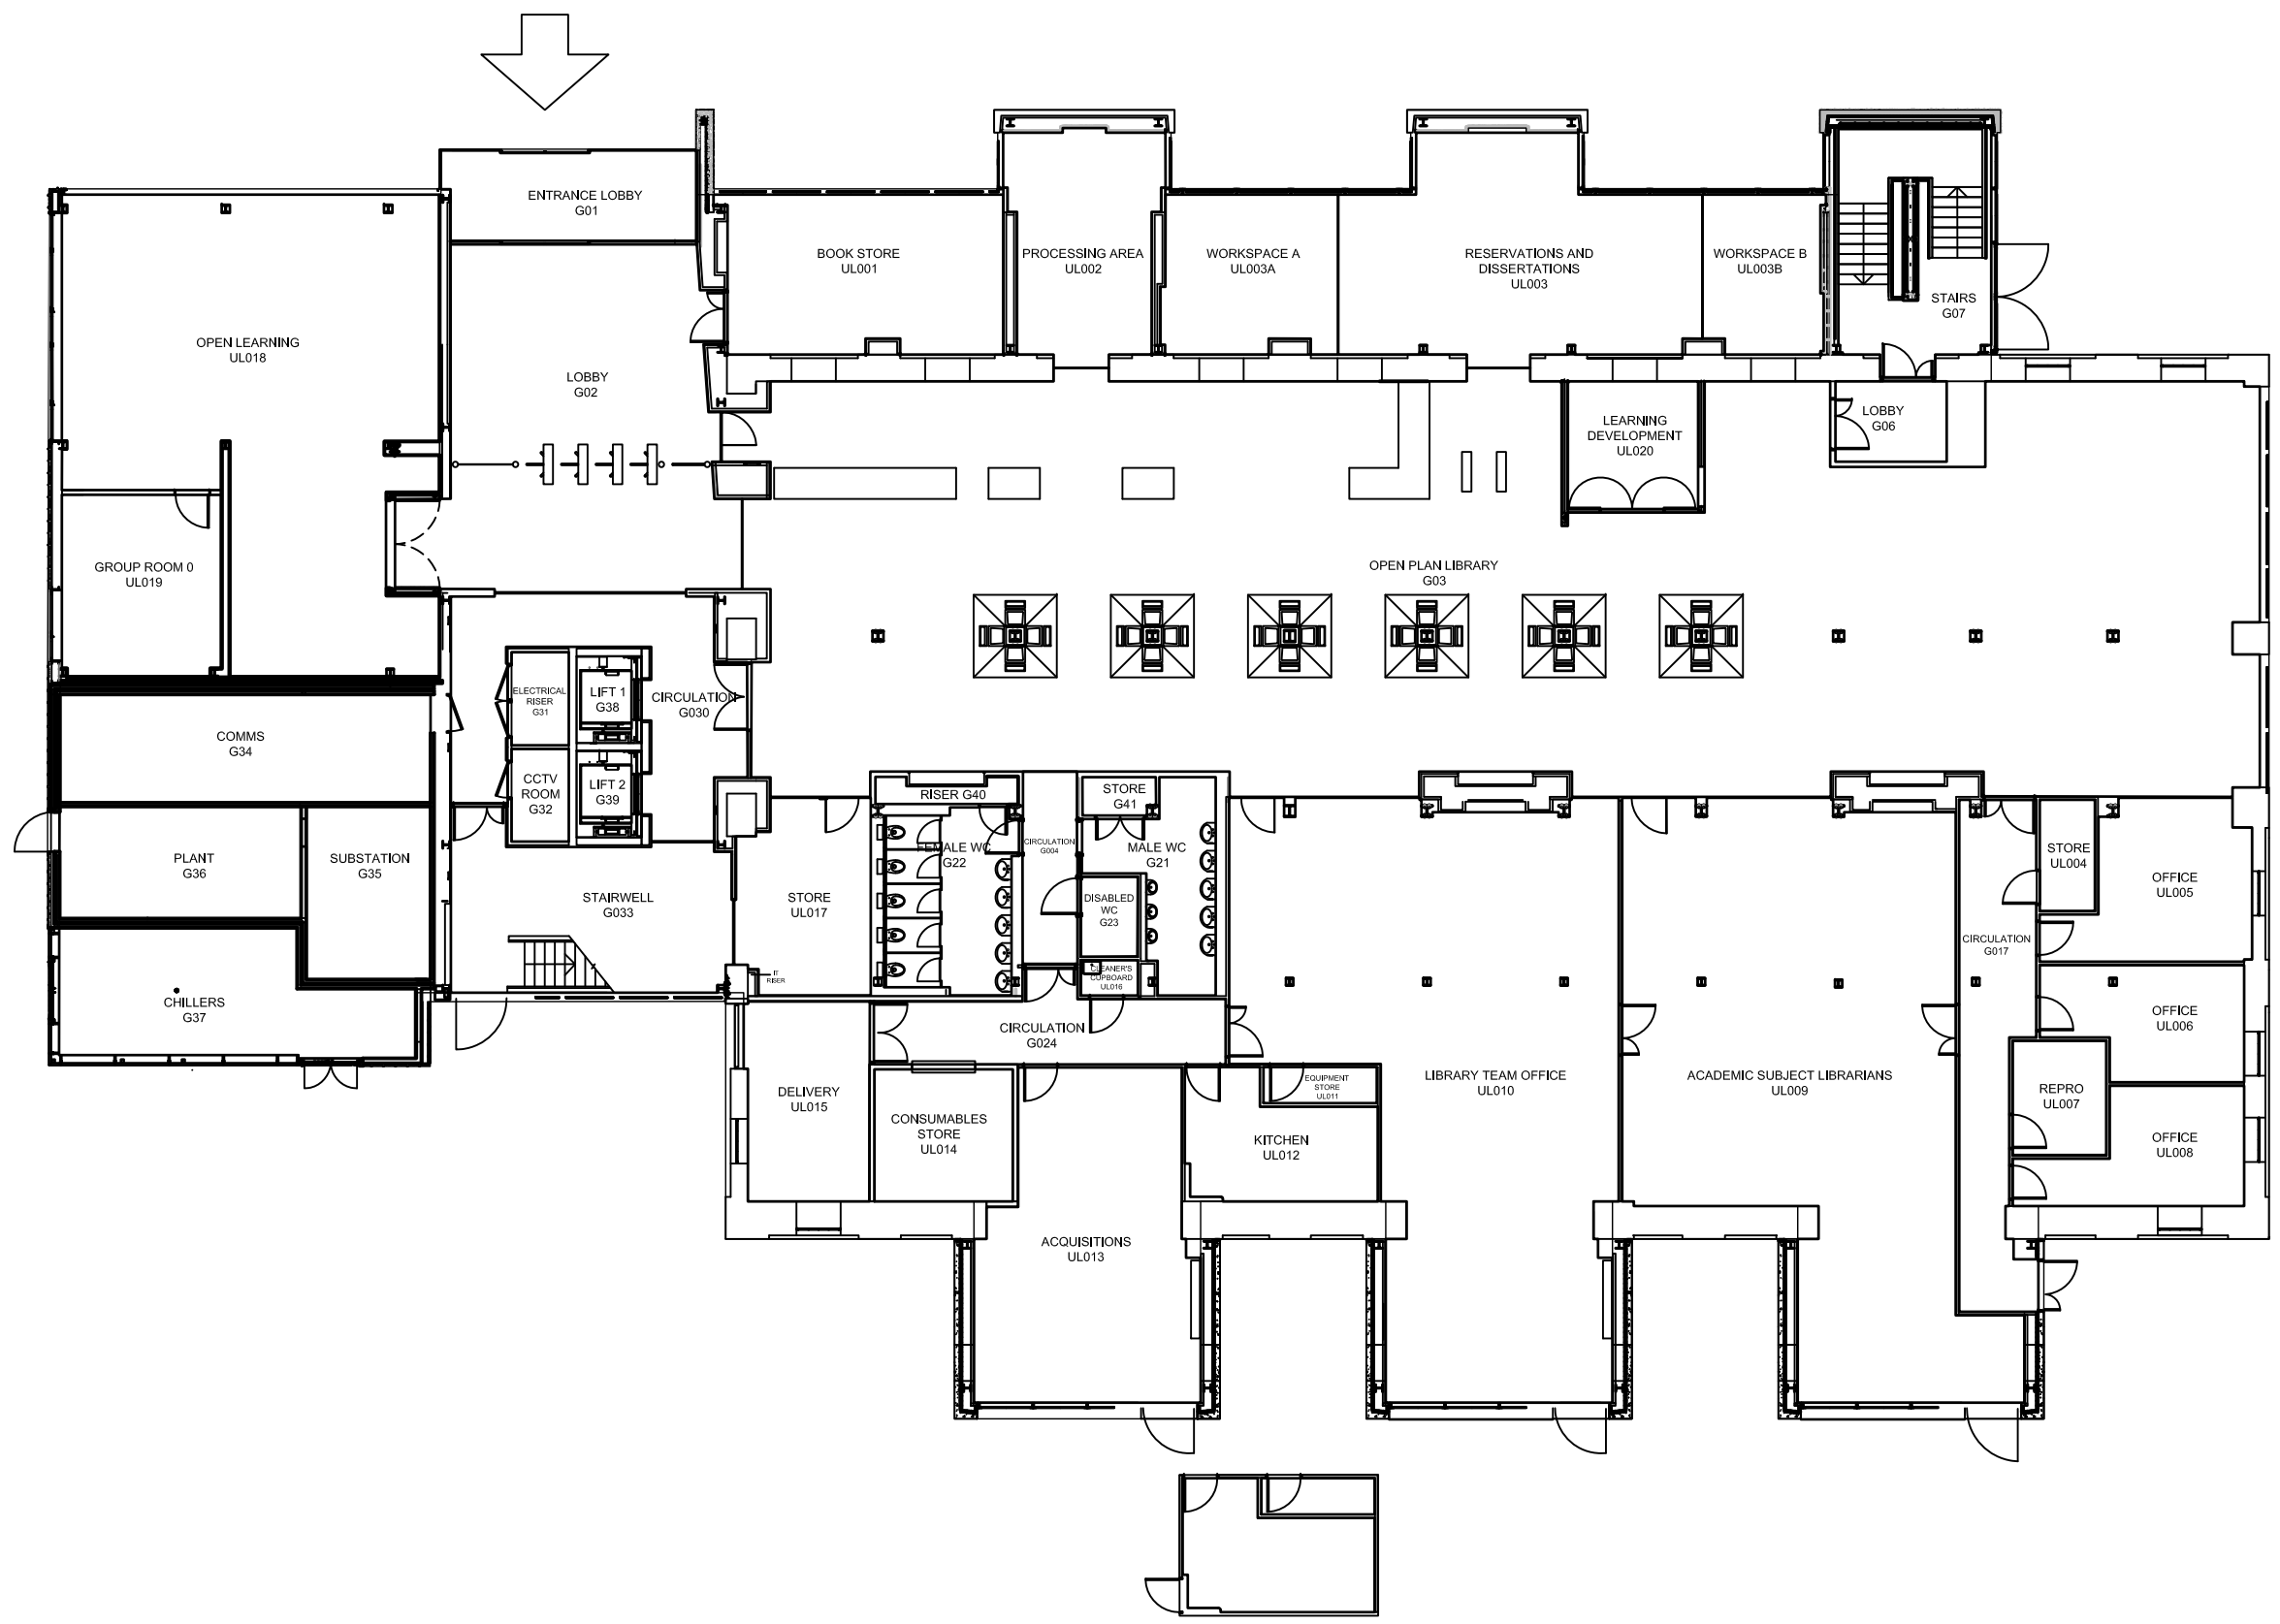 ENTRANCE LOBBY
G01
BOOK STORE
UL001
PROCESSING AREA
UL002
WORKSPACE A
UL003A
RESERVATIONS AND
DISSERTATIONS
UL003
WORKSPACE B
UL003B
STAIRS
G07
OPEN LEARNING
UL018
LOBBY
G02
LEARNING
DEVELOPMENT
UL020
LOBBY
G06
GROUP ROOM 0
UL019
OPEN PLAN LIBRARY
G03
ELECTRICAL
RISER
G31
LIFT 1
G38
CIRCULATION
G030
COMMS
G34
CCTV
ROOM
G32
LIFT 2
G39
RISER G40
STORE
G41
PLANT
G36
SUBSTATION
G35
FEMALE WC
G22
CIRCULATION
G004
MALE WC
G21
STORE
UL004
OFFICE
UL005
STAIRWELL
G033
STORE
UL017
DISABLED
WC
G23
CIRCULATION
G017
IT
RISER
CLEANER'S
CUPBOARD
UL016
CHILLERS
G37
CIRCULATION
G024
OFFICE
UL006
DELIVERY
UL015
CONSUMABLES
STORE
UL014
EQUIPMENT
STORE
UL011
LIBRARY TEAM OFFICE
UL010
ACADEMIC SUBJECT LIBRARIANS
UL009
REPRO
UL007
KITCHEN
UL012
OFFICE
UL008
ACQUISITIONS
UL013